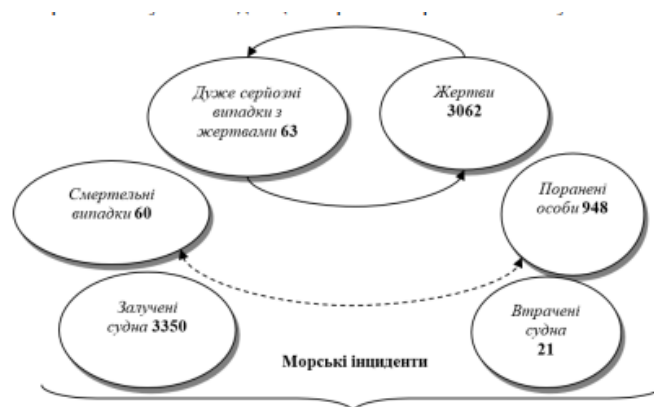 Дуже серйозні
випадки з
жертвами 63
Жертви
3062
Смертельні
випадки 60
Поранені
особи 948
Залучені
судна 3350
Втрачені
судна
21
Морські інциденти